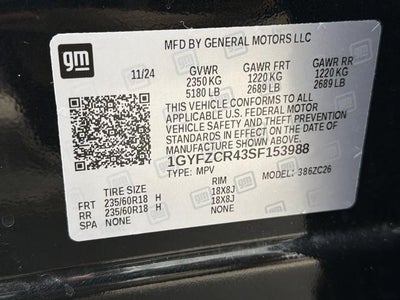 gm
MFD BY GENERAL MOTORS LLC
11/24 GVWR GAWR FRT GAWR RR
2350 KG 1220 KG 1220 KG
5180 LB 2689 LB 2689 LB
THIS VEHICLE CONFORMS TO ALL
APPLICABLE U.S. FEDERAL MOTOR
VEHICLE SAFETY AND THEFT PREVENTION
STANDARDS IN EFFECT ON THE DATE OF
MANUFACTURE SHOWN ABOVE.
1GYFZCR43SF153988
TYPE: MPV MODEL: 386ZC26
TIRE SIZE RIM
FRT 235/60R18 H 18X8J
RR 235/60R18 H 18X8J
SPA NONE NONE